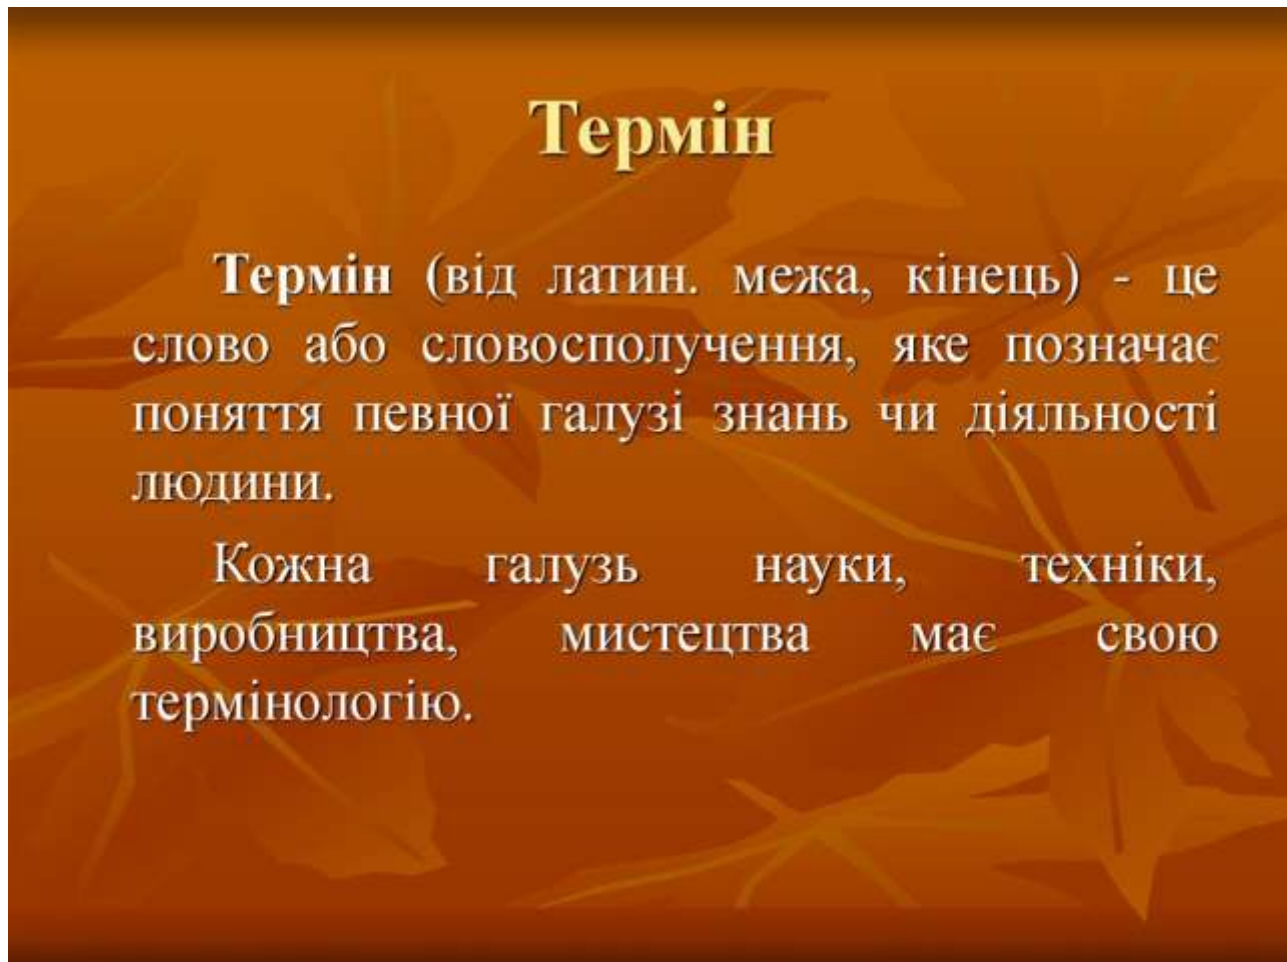 Термін
Термін (від латин. межа, кінець) - це
слово або словосполучення, яке позначає
поняття певної галузі знань чи діяльності
людини.
Кожна галузь науки, техніки,
виробництва, мистецтва має свою
термінологію.